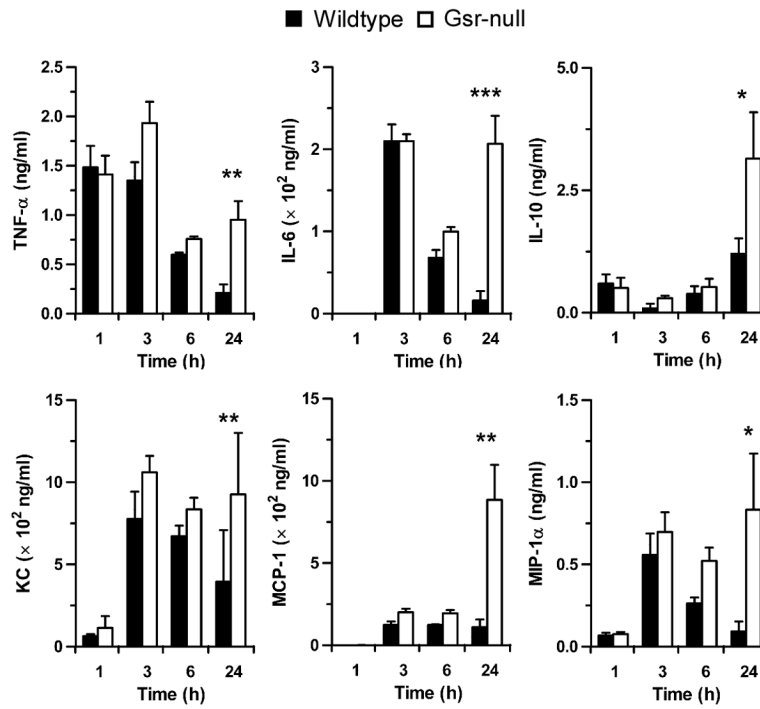 Wildtype Gsr-null
TNF-α (ng/ml)
2.5
2.0
1.5
1.0
0.5
0.0
**
1 3 6 24
Time (h)
IL-6 (× 10² ng/ml)
3
2
1
0
***
1 3 6 24
Time (h)
IL-10 (ng/ml)
5.0
2.5
0.0
*
1 3 6 24
Time (h)
KC (× 10² ng/ml)
15
10
5
0
**
1 3 6 24
Time (h)
MCP-1 (× 10² ng/ml)
15
10
5
0
**
1 3 6 24
Time (h)
MIP-1α (ng/ml)
1.5
1.0
0.5
0.0
*
1 3 6 24
Time (h)